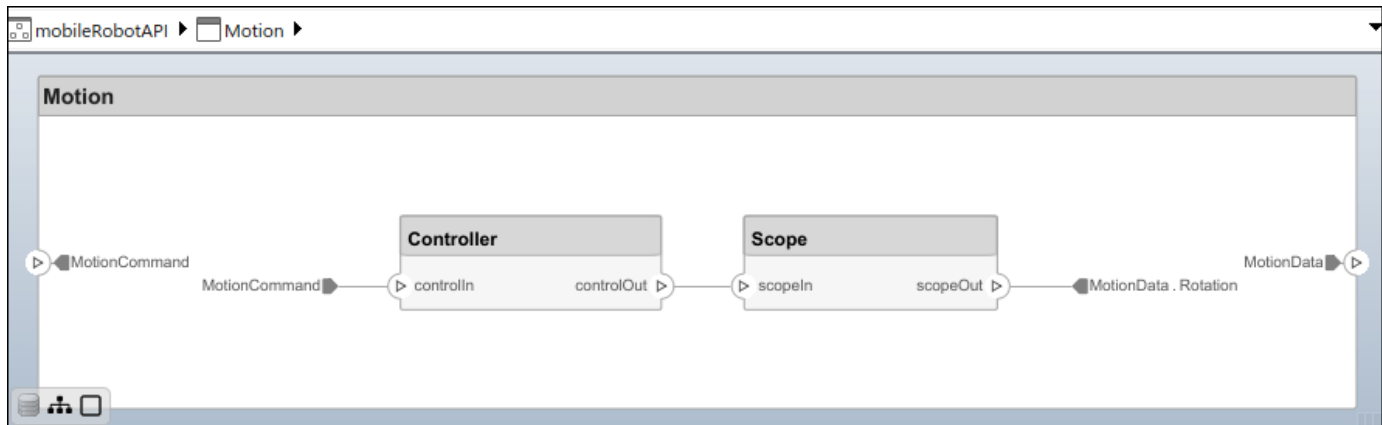 mobileRobotAPI Motion
Motion
MotionCommand
MotionCommand
Controller
controlIn
controlOut
Scope
scopeIn
scopeOut
MotionData . Rotation
MotionData